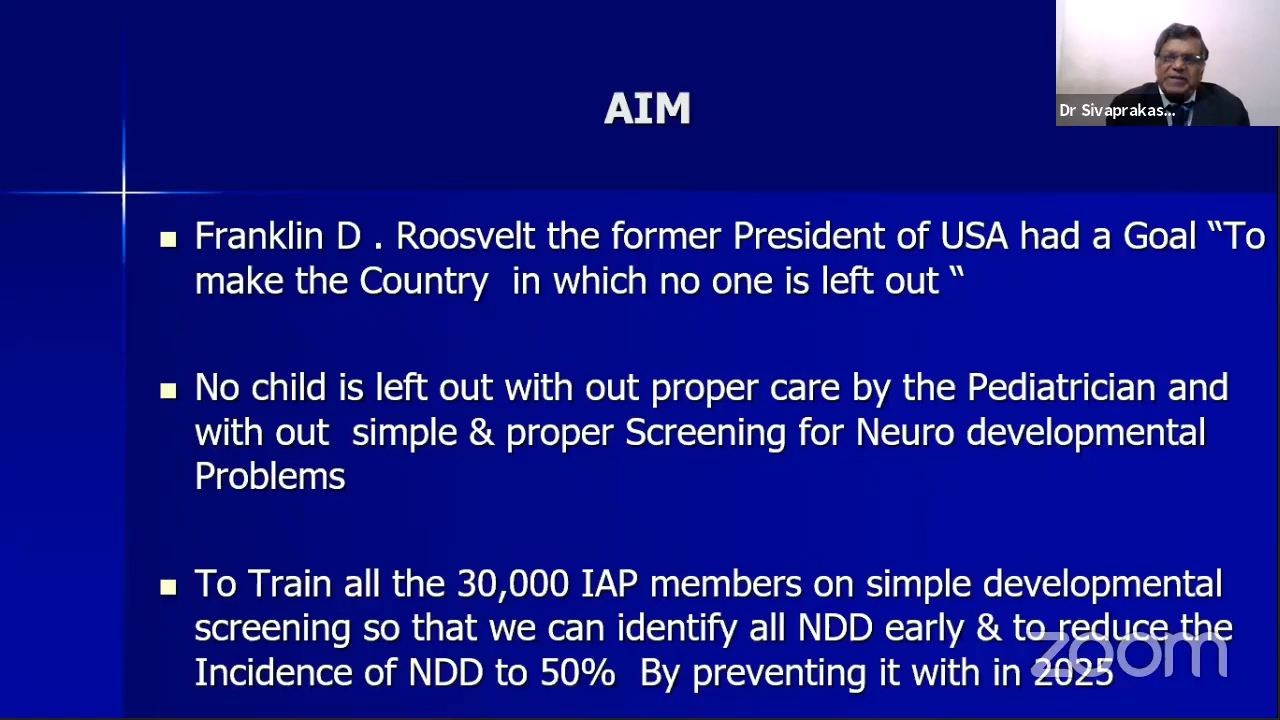 AIM
Dr Sivaprakas...
Franklin D . Roosvelt the former President of USA had a Goal “To
make the Country in which no one is left out “
No child is left out with out proper care by the Pediatrician and
with out simple & proper Screening for Neuro developmental
Problems
To Train all the 30,000 IAP members on simple developmental
screening so that we can identify all NDD early & to reduce the
Incidence of NDD to 50% By preventing it with in 2025
zoom